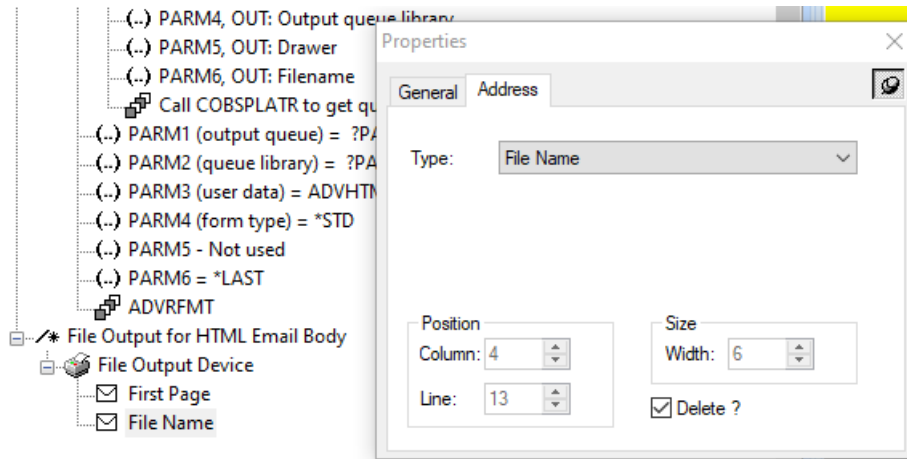 (..) PARM4, OUT: Output queue library
(..) PARM5, OUT: Drawer
(..) PARM6, OUT: Filename
Call COBSPLATR to get qu
(..) PARM1 (output queue) = ?PA
(..) PARM2 (queue library) = ?PA
(..) PARM3 (user data) = ADVHTM
(..) PARM4 (form type) = *STD
(..) PARM5 - Not used
(..) PARM6 = *LAST
ADVRFMT
/* File Output for HTML Email Body
File Output Device
First Page
File Name
Properties
General Address
Type: File Name
Position
Column: 4
Line: 13
Size
Width: 6
Delete ?